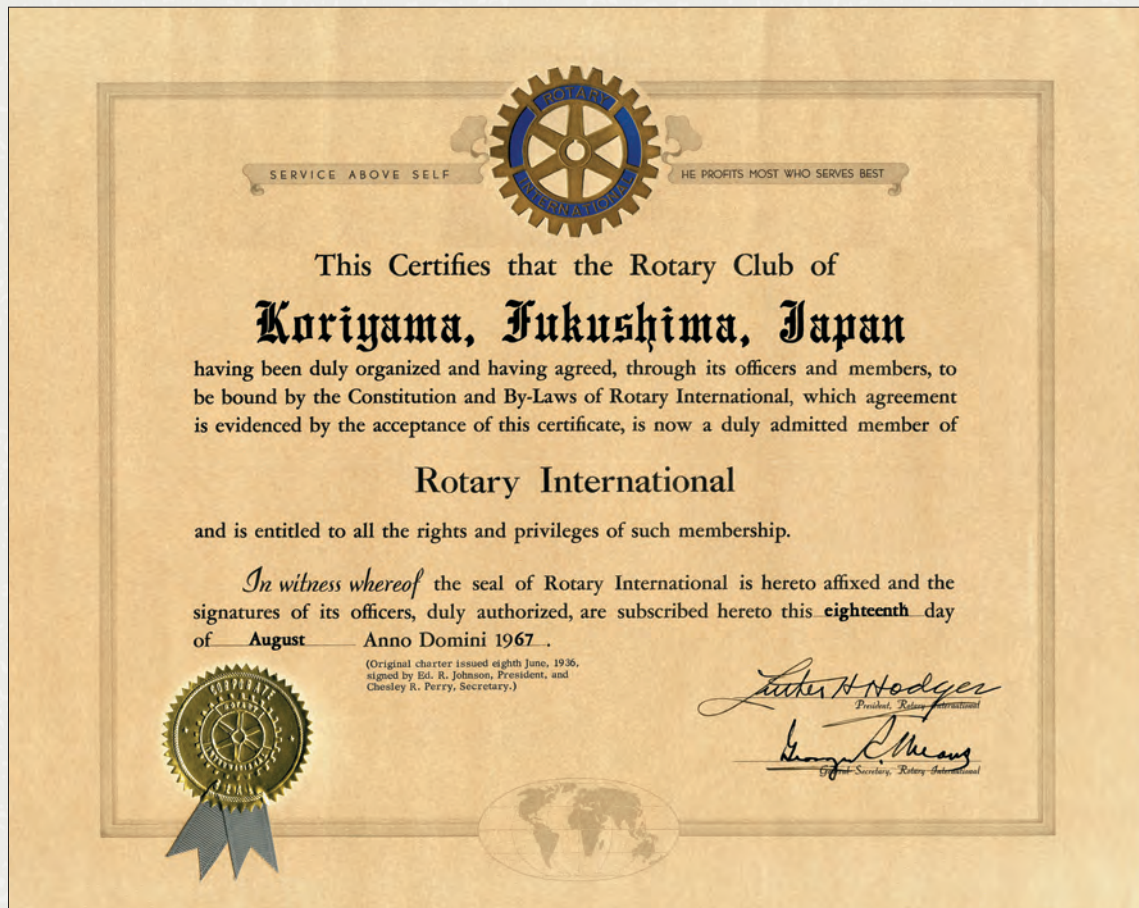 ROTARY
INTERNATIONAL
SERVICE ABOVE SELF
HE PROFITS MOST WHO SERVES BEST
This Certifies that the Rotary Club of
Koriyama, Fukushima, Japan
having been duly organized and having agreed, through its officers and members, to
be bound by the Constitution and By-Laws of Rotary International, which agreement
is evidenced by the acceptance of this certificate, is now a duly admitted member of
Rotary International
and is entitled to all the rights and privileges of such membership.
In witness whereof the seal of Rotary International is hereto affixed and the
signatures of its officers, duly authorized, are subscribed hereto this eighteenth day
of August Anno Domini 1967.
(Original charter issued eighth June, 1936,
signed by Ed. R. Johnson, President, and
Chesley R. Perry, Secretary.)
CORPORATE
ROTARY
INTERNATIONAL
SEAL
Luther H Hodges
President, Rotary International
George R. Means
General Secretary, Rotary International